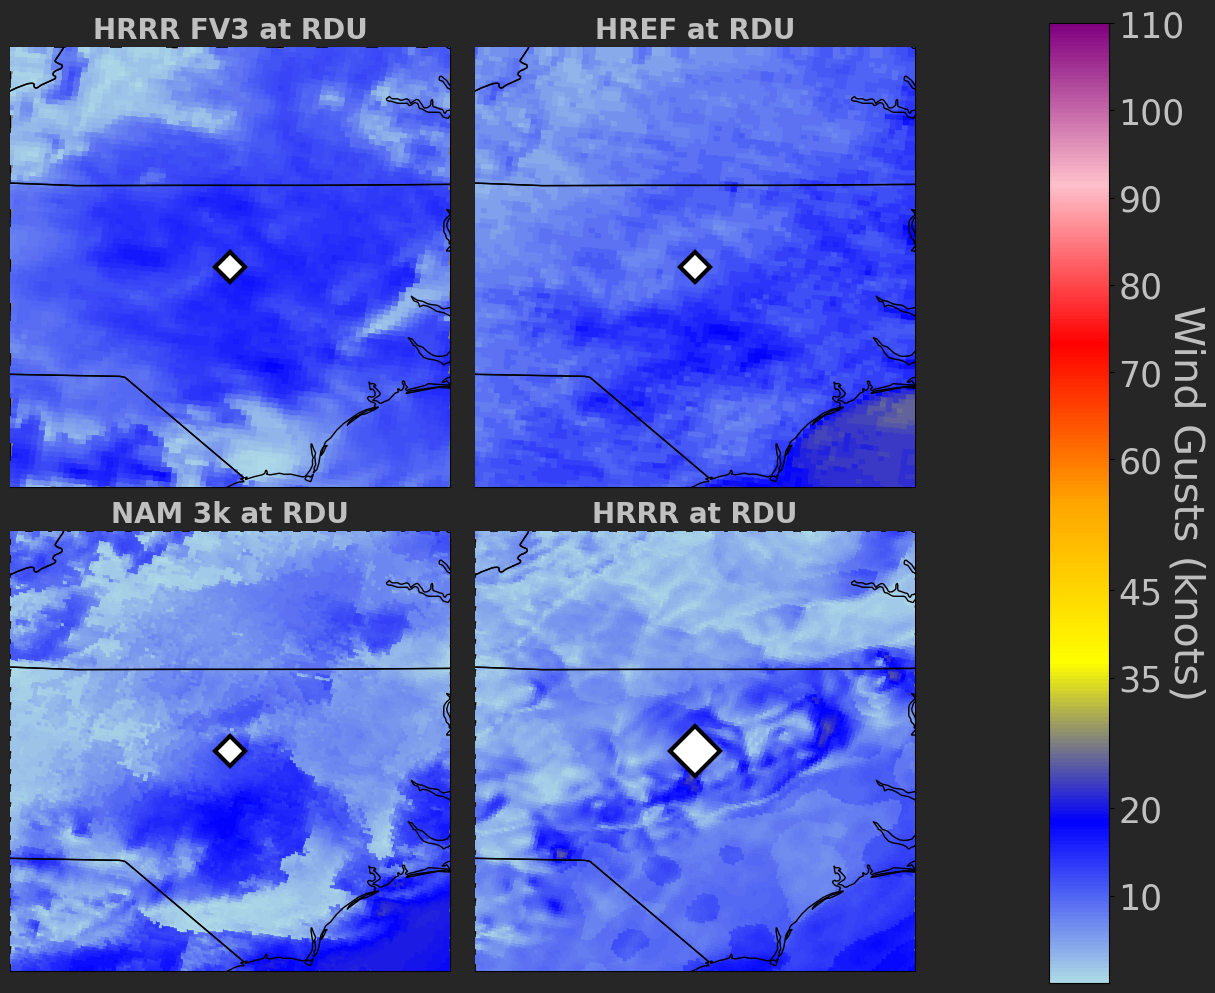 HRRR FV3 at RDU
HREF at RDU
NAM 3k at RDU
HRRR at RDU
110
100
90
80
70
60
45
35
20
10
Wind Gusts (knots)